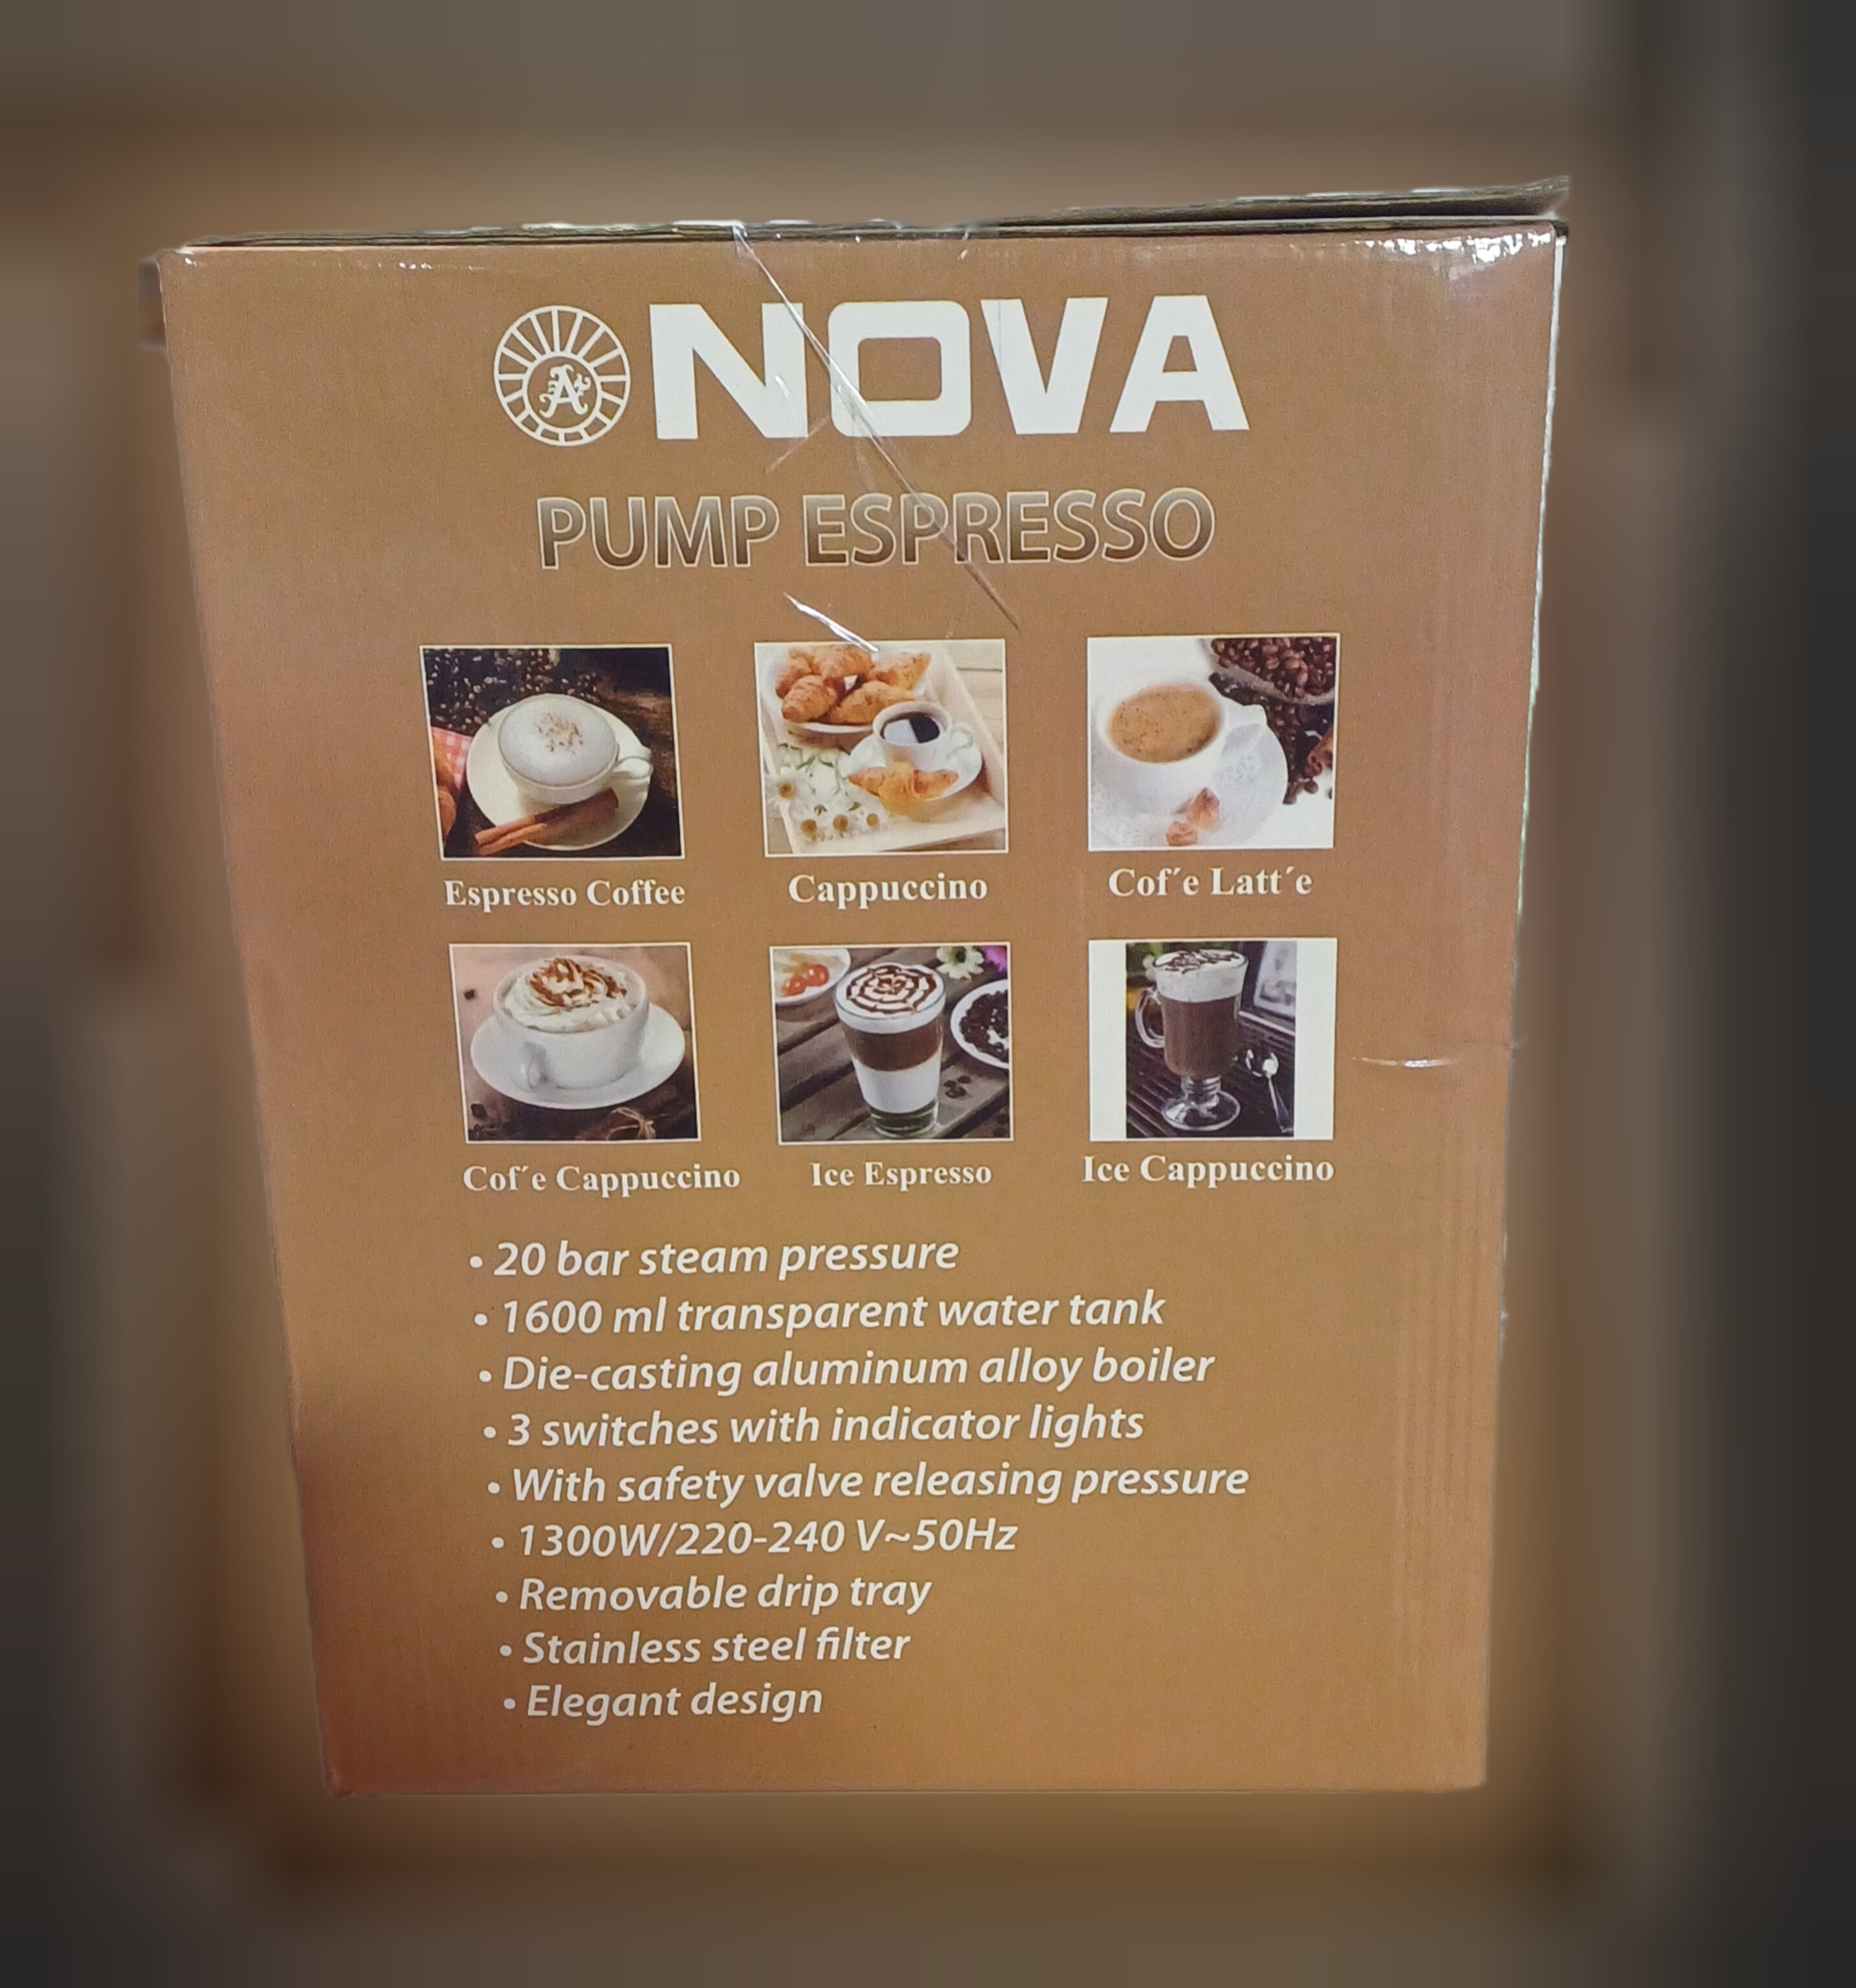 NOVA
PUMP ESPRESSO
Espresso Coffee
Cappuccino
Cof´e Latt´e
Cof´e Cappuccino
Ice Espresso
Ice Cappuccino
• 20 bar steam pressure
• 1600 ml transparent water tank
• Die-casting aluminum alloy boiler
• 3 switches with indicator lights
• With safety valve releasing pressure
• 1300W/220-240 V~50Hz
• Removable drip tray
• Stainless steel filter
• Elegant design